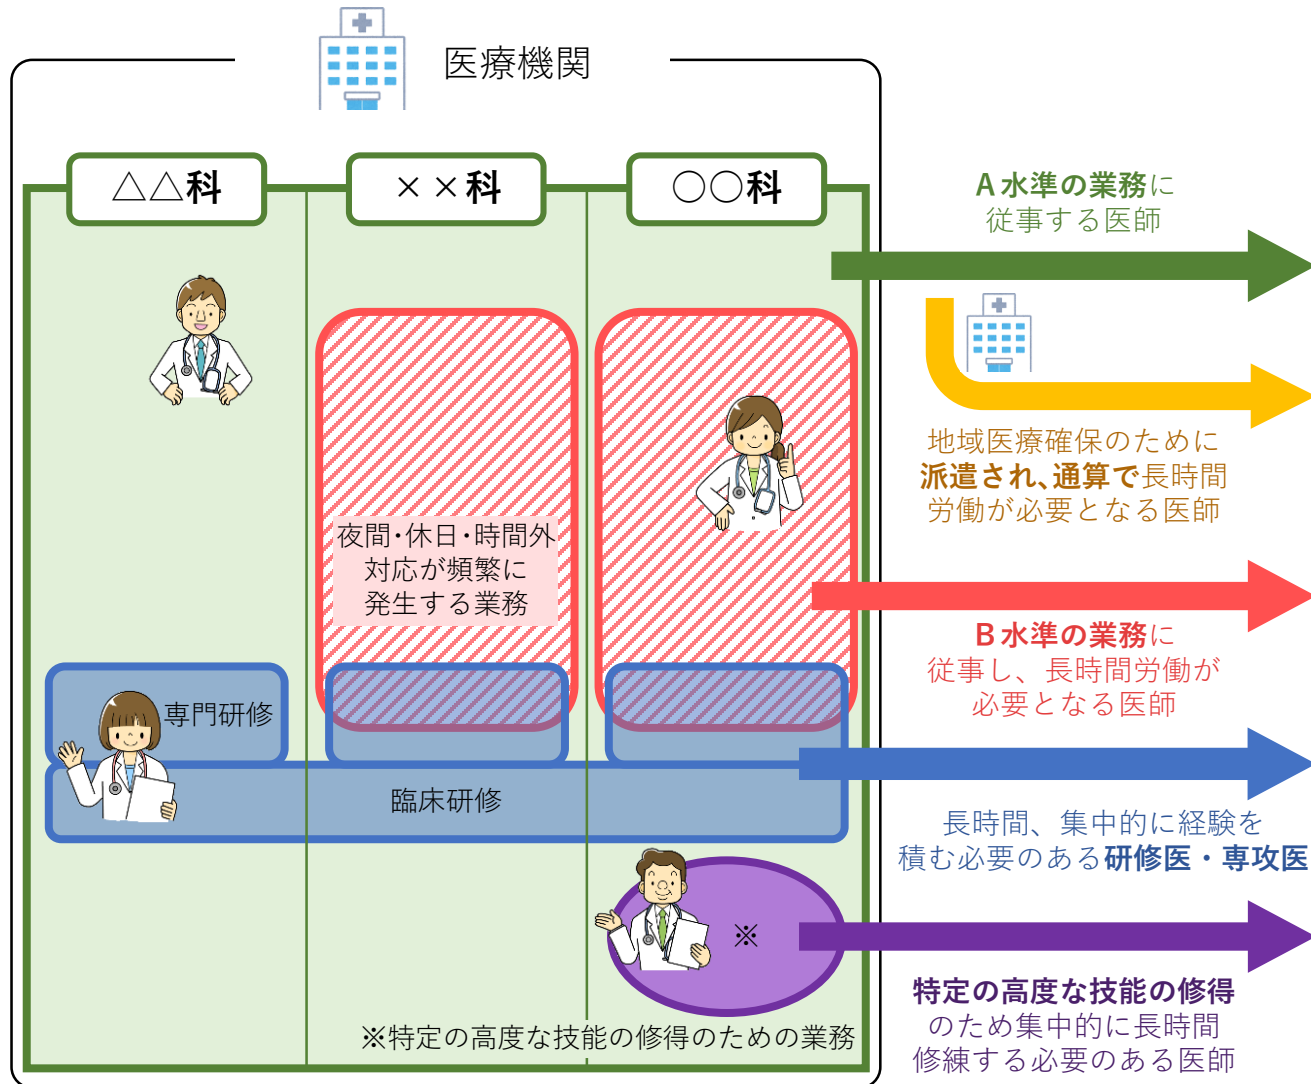 医療機関
△△科
××科
○○科
A水準の業務に
従事する医師
地域医療確保のために
派遣され、通算で長時間
労働が必要となる医師
夜間・休日・時間外
対応が頻繁に
発生する業務
B水準の業務に
従事し、長時間労働が
必要となる医師
専門研修
臨床研修
長時間、集中的に経験を
積む必要のある研修医・専攻医
※
特定の高度な技能の修得
のため集中的に長時間
修練する必要のある医師
※特定の高度な技能の修得のための業務